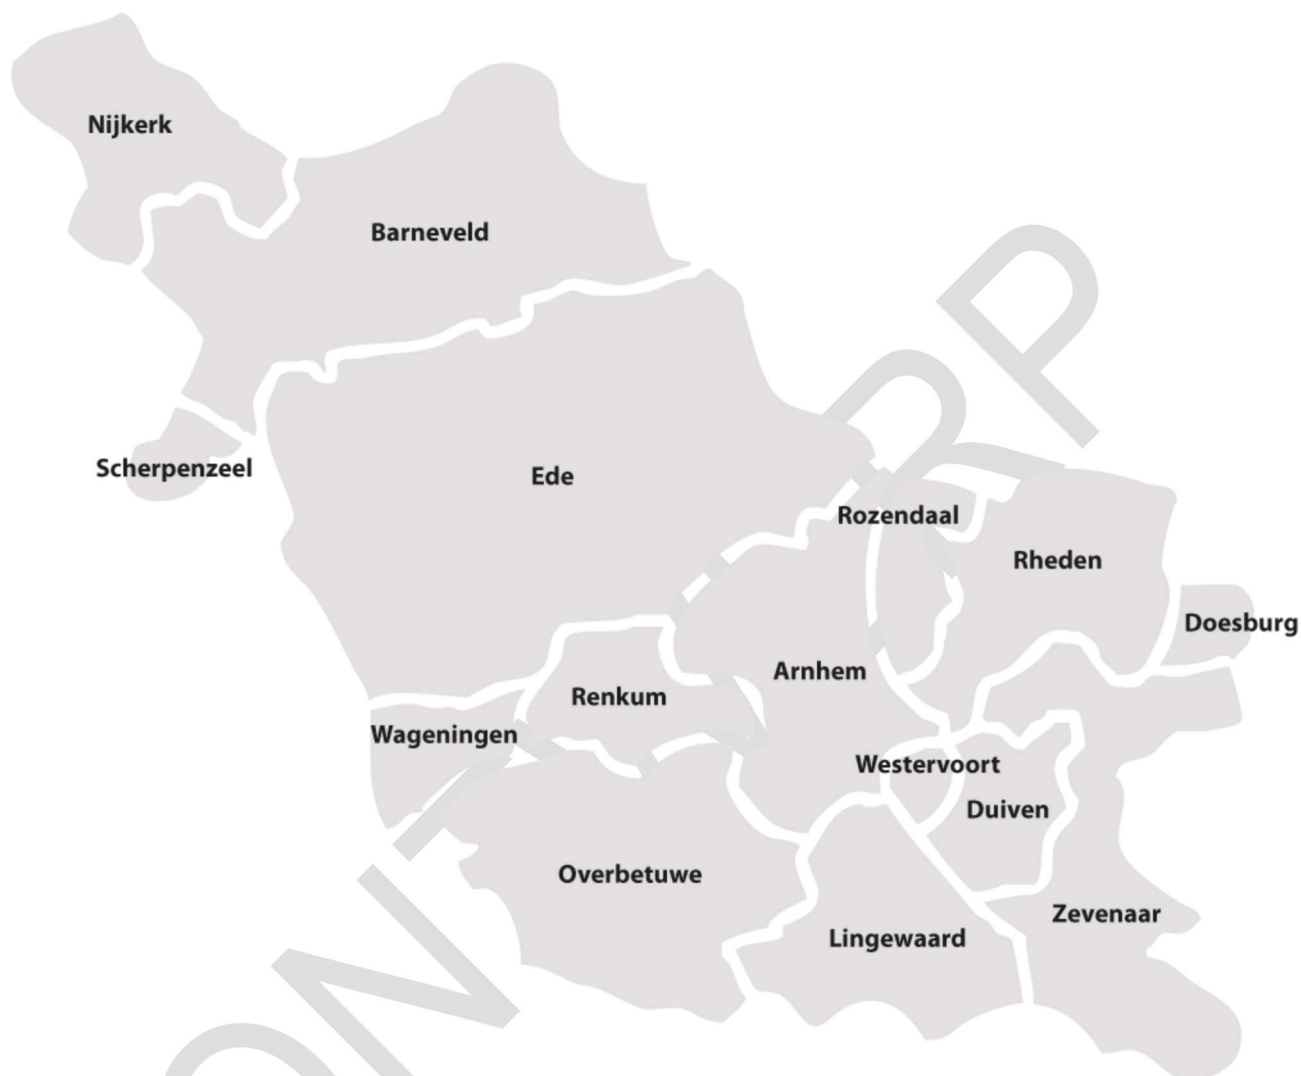 Nijkerk
Barneveld
Scherpenzeel
Ede
Rozendaal
Rheden
Doesburg
Arnhem
Renkum
Wageningen
Westervoort
Duiven
Overbetuwe
Zevenaar
Lingewaard